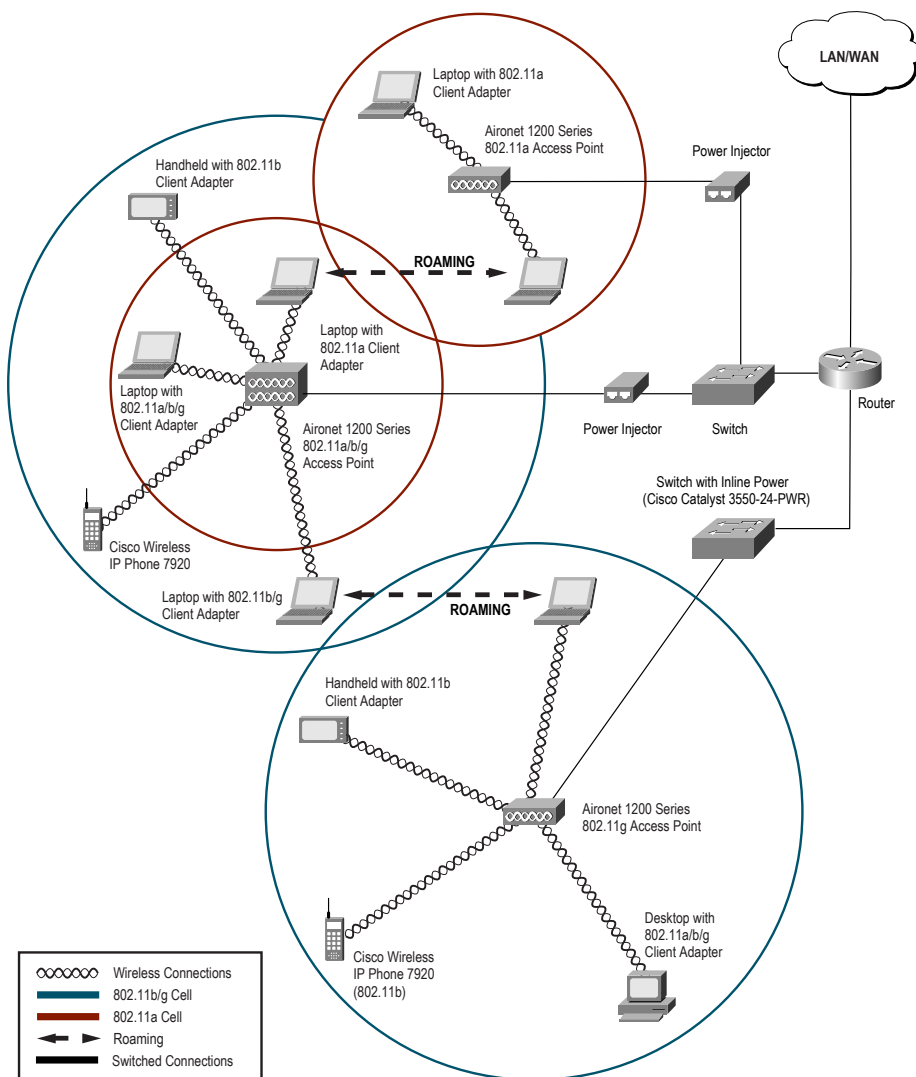 LAN/WAN
Laptop with 802.11a
Client Adapter
Aironet 1200 Series
802.11a Access Point
Power Injector
Handheld with 802.11b
Client Adapter
ROAMING
Laptop with
802.11a Client
Adapter
Laptop with
802.11a/b/g
Client Adapter
Aironet 1200 Series
802.11a/b/g
Access Point
Power Injector
Switch
Router
Switch with Inline Power
(Cisco Catalyst 3550-24-PWR)
Cisco Wireless
IP Phone 7920
Laptop with 802.11b/g
Client Adapter
ROAMING
Handheld with 802.11b
Client Adapter
Aironet 1200 Series
802.11g Access Point
Cisco Wireless
IP Phone 7920
(802.11b)
Desktop with
802.11a/b/g
Client Adapter
Wireless Connections
802.11b/g Cell
802.11a Cell
Roaming
Switched Connections